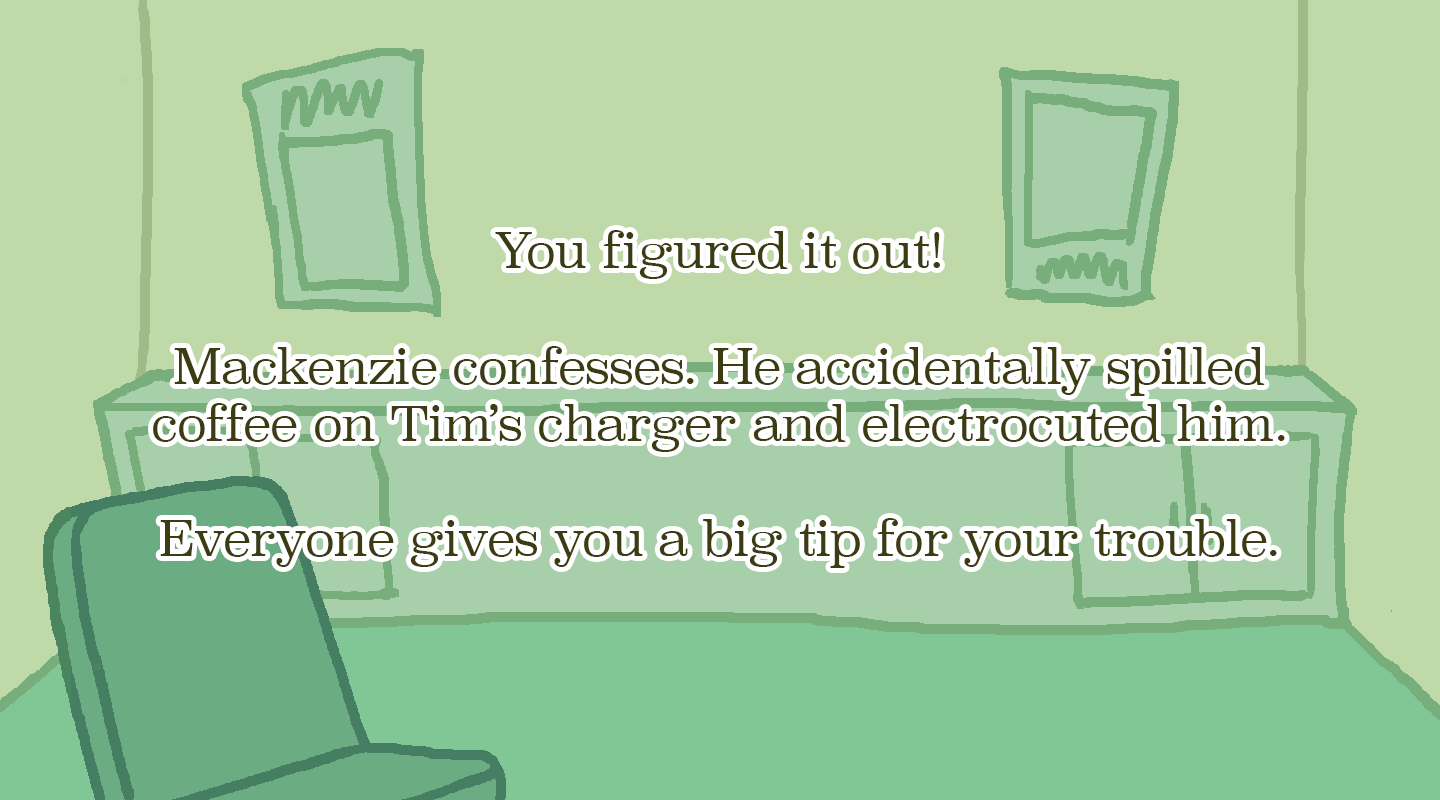 You figured it out!
Mackenzie confesses. He accidentally spilled
coffee on Tim’s charger and electrocuted him.
Everyone gives you a big tip for your trouble.